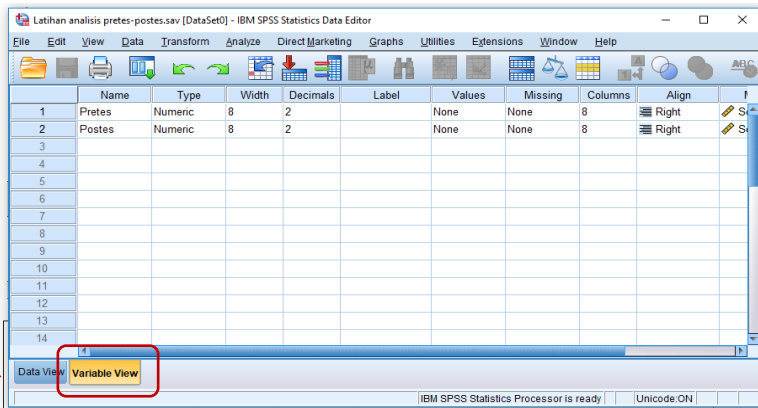 Latihan analisis pretes-postes.sav [DataSet0] - IBM SPSS Statistics Data Editor
File Edit View Data Transform Analyze Direct Marketing Graphs Utilities Extensions Window Help
Name Type Width Decimals Label Values Missing Columns Align
1 Pretes Numeric 8 2 None None 8 Right
2 Postes Numeric 8 2 None None 8 Right
3
4
5
6
7
8
9
10
11
12
13
14
Data View Variable View
IBM SPSS Statistics Processor is ready Unicode:ON